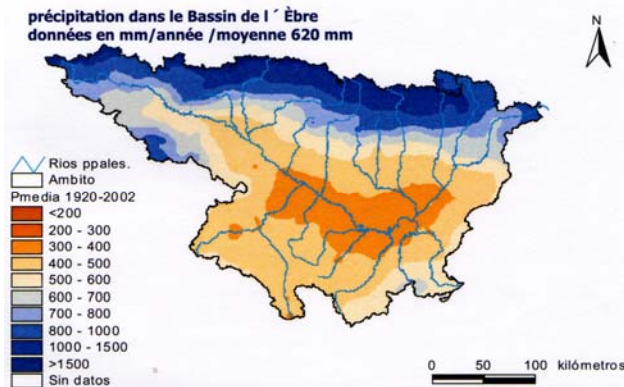 précipitation dans le Bassin de l ´ Èbre
données en mm/année /moyenne 620 mm
N
Rios ppales.
Ambito
Pmedia 1920-2002
<200
200 - 300
300 - 400
400 - 500
500 - 600
600 - 700
700 - 800
800 - 1000
1000 - 1500
>1500
Sin datos
0 50 100 kilómetros